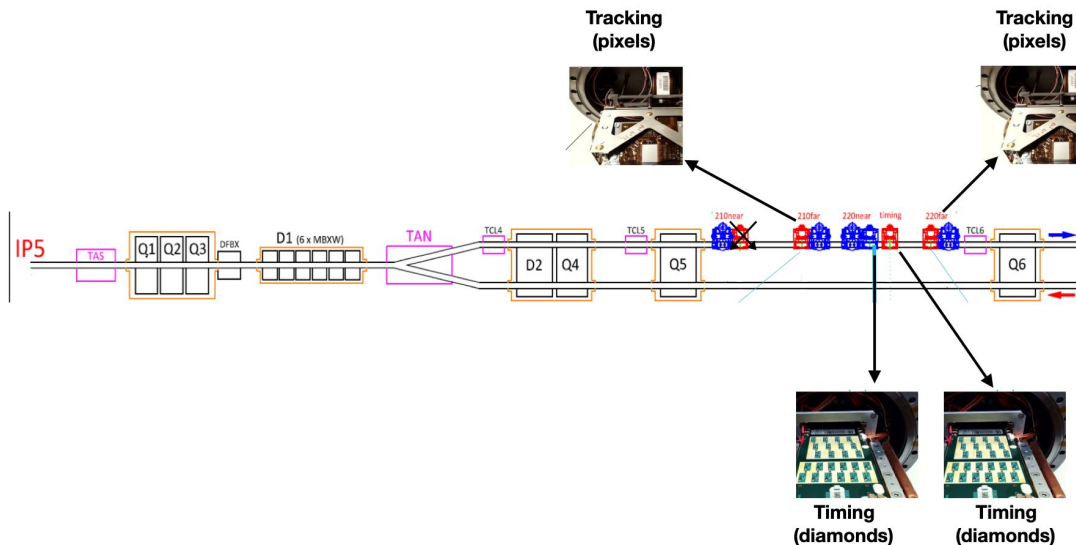 Tracking
(pixels)
Tracking
(pixels)
210near
210far
220near
timing
220far
IP5
TAS
Q1
Q2
Q3
DFBX
D1 (6 x MBXW)
TAN
TCL4
D2
Q4
TCL5
Q5
TCL6
Q6
Timing
(diamonds)
Timing
(diamonds)